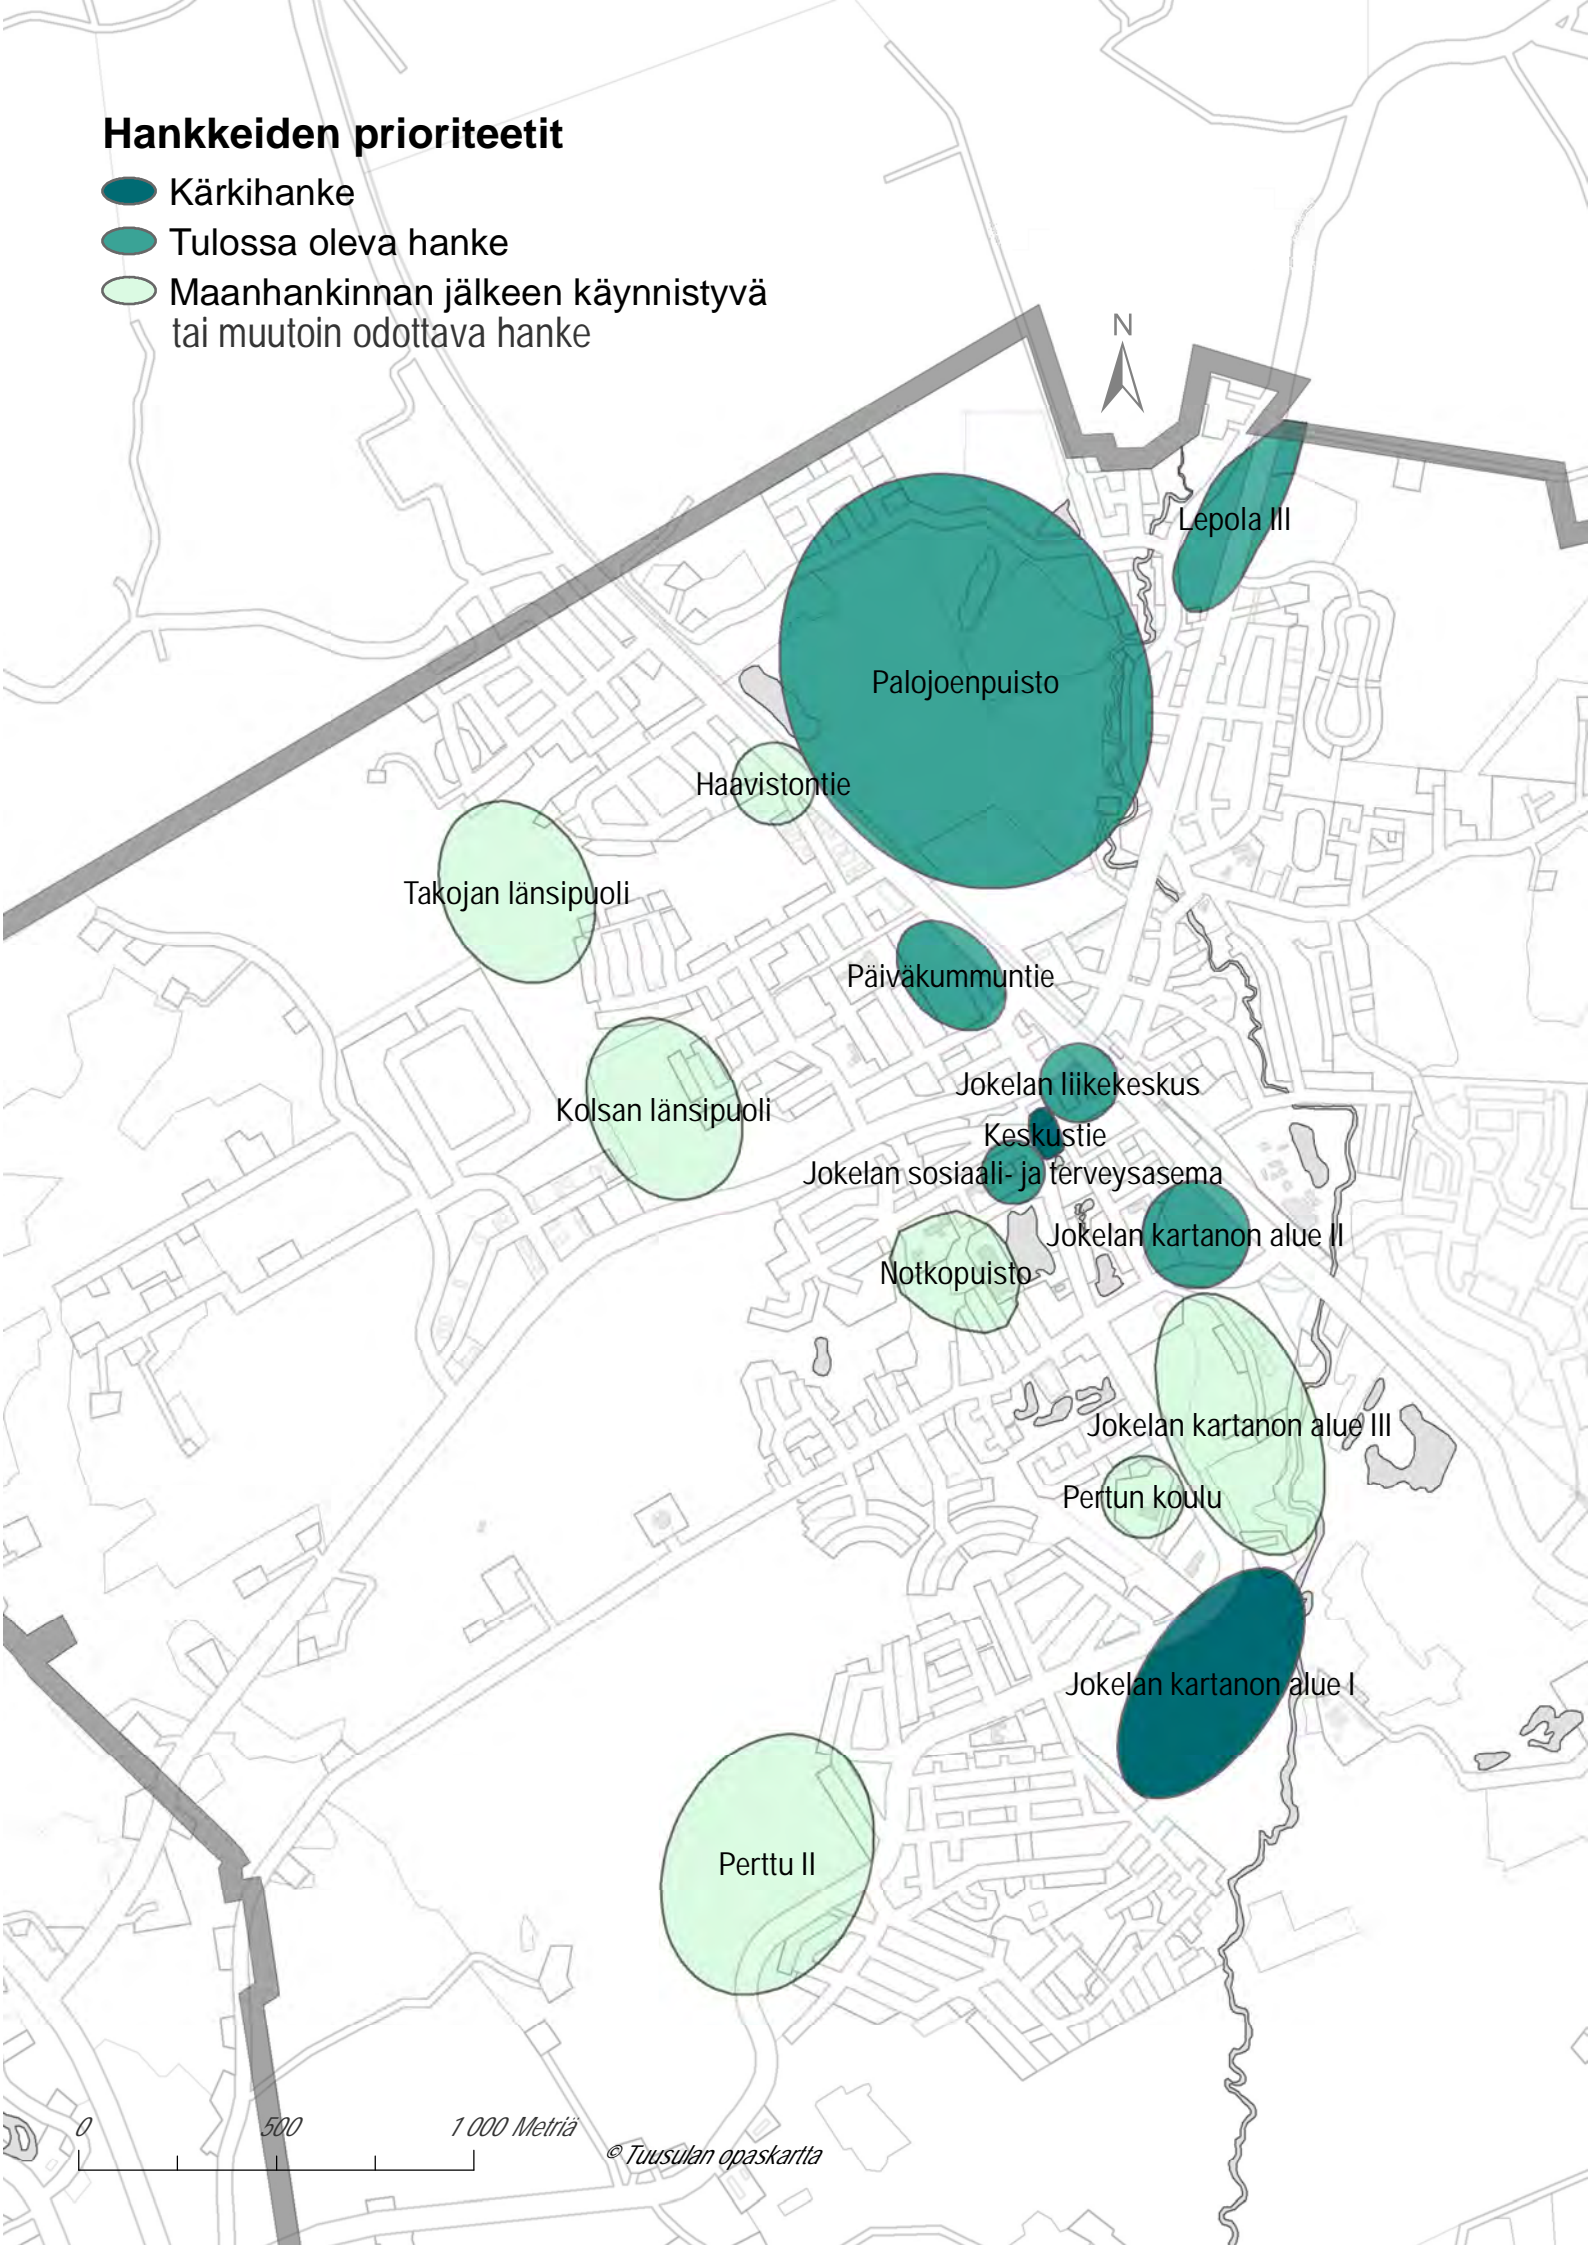 Hankkeiden prioriteetit
Kärkihanke
Tulossa oleva hanke
Maanhankinnan jälkeen käynnistyvä
tai muutoin odottava hanke
N
Lepola III
Palojoenpuisto
Haavistontie
Takojan länsipuoli
Päiväkummuntie
Jokelan liikekeskus
Kolsan länsipuoli
Keskustie
Jokelan sosiaali- ja terveysasema
Jokelan kartanon alue II
Notkopuisto
Jokelan kartanon alue III
Pertun koulu
Jokelan kartanon alue I
Perttu II
0 500 1 000 Metriä
© Tuusulan opaskartta